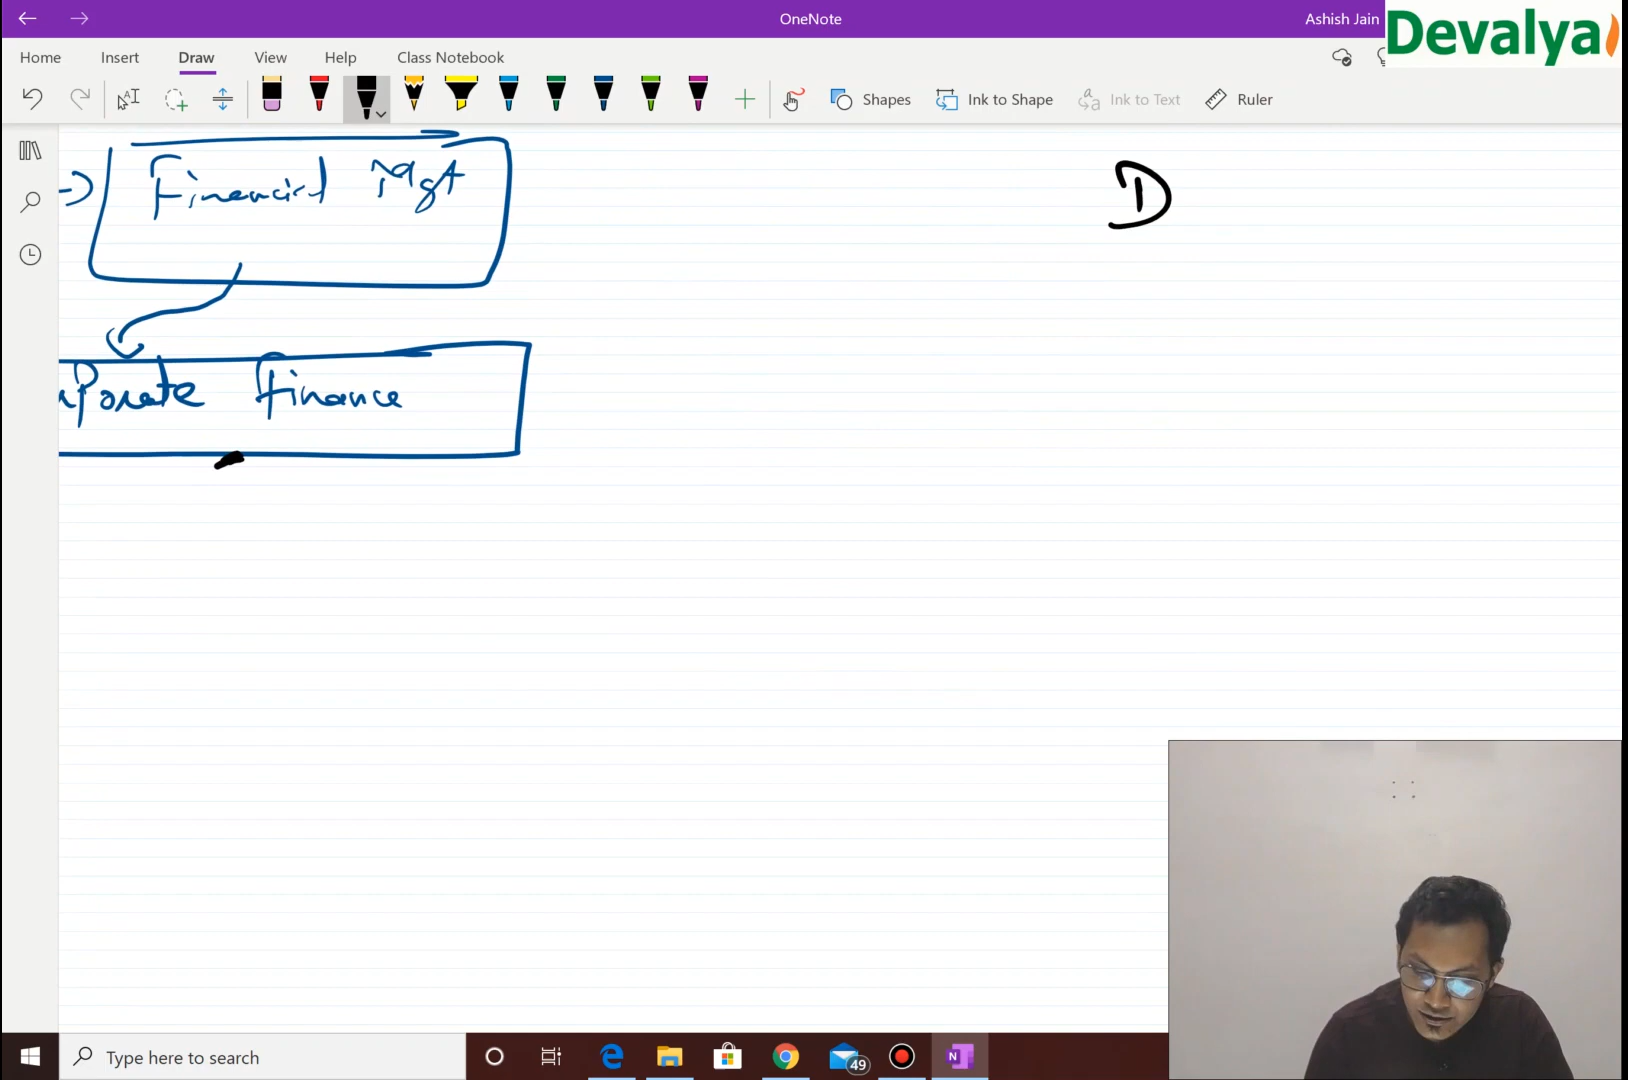 OneNote
Ashish Jain
Devalya
Home Insert Draw View Help Class Notebook
Shapes Ink to Shape Ink to Text Ruler
Financial Mgt
D
orporate finance
Type here to search
49